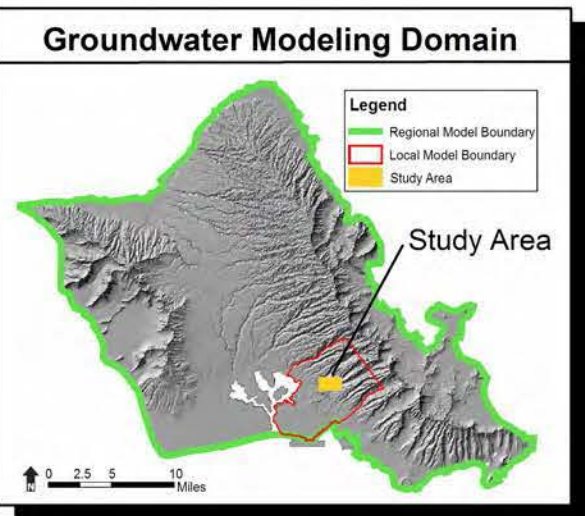 Groundwater Modeling Domain
Legend
Regional Model Boundary
Local Model Boundary
Study Area
Study Area
N
0 2.5 5 10
Miles